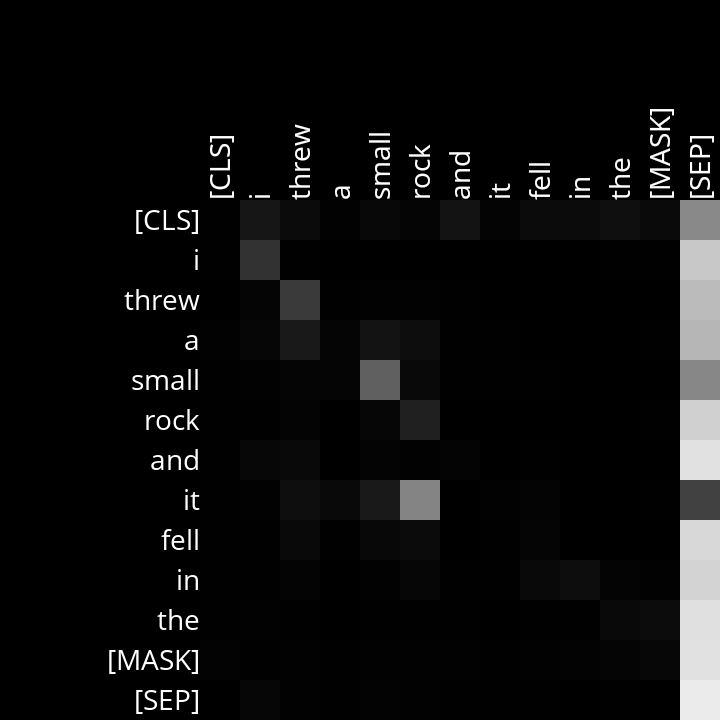 [CLS] i threw a small rock and it fell in the [MASK] [SEP]
[CLS]
i
threw
a
small
rock
and
it
fell
in
the
[MASK]
[SEP]